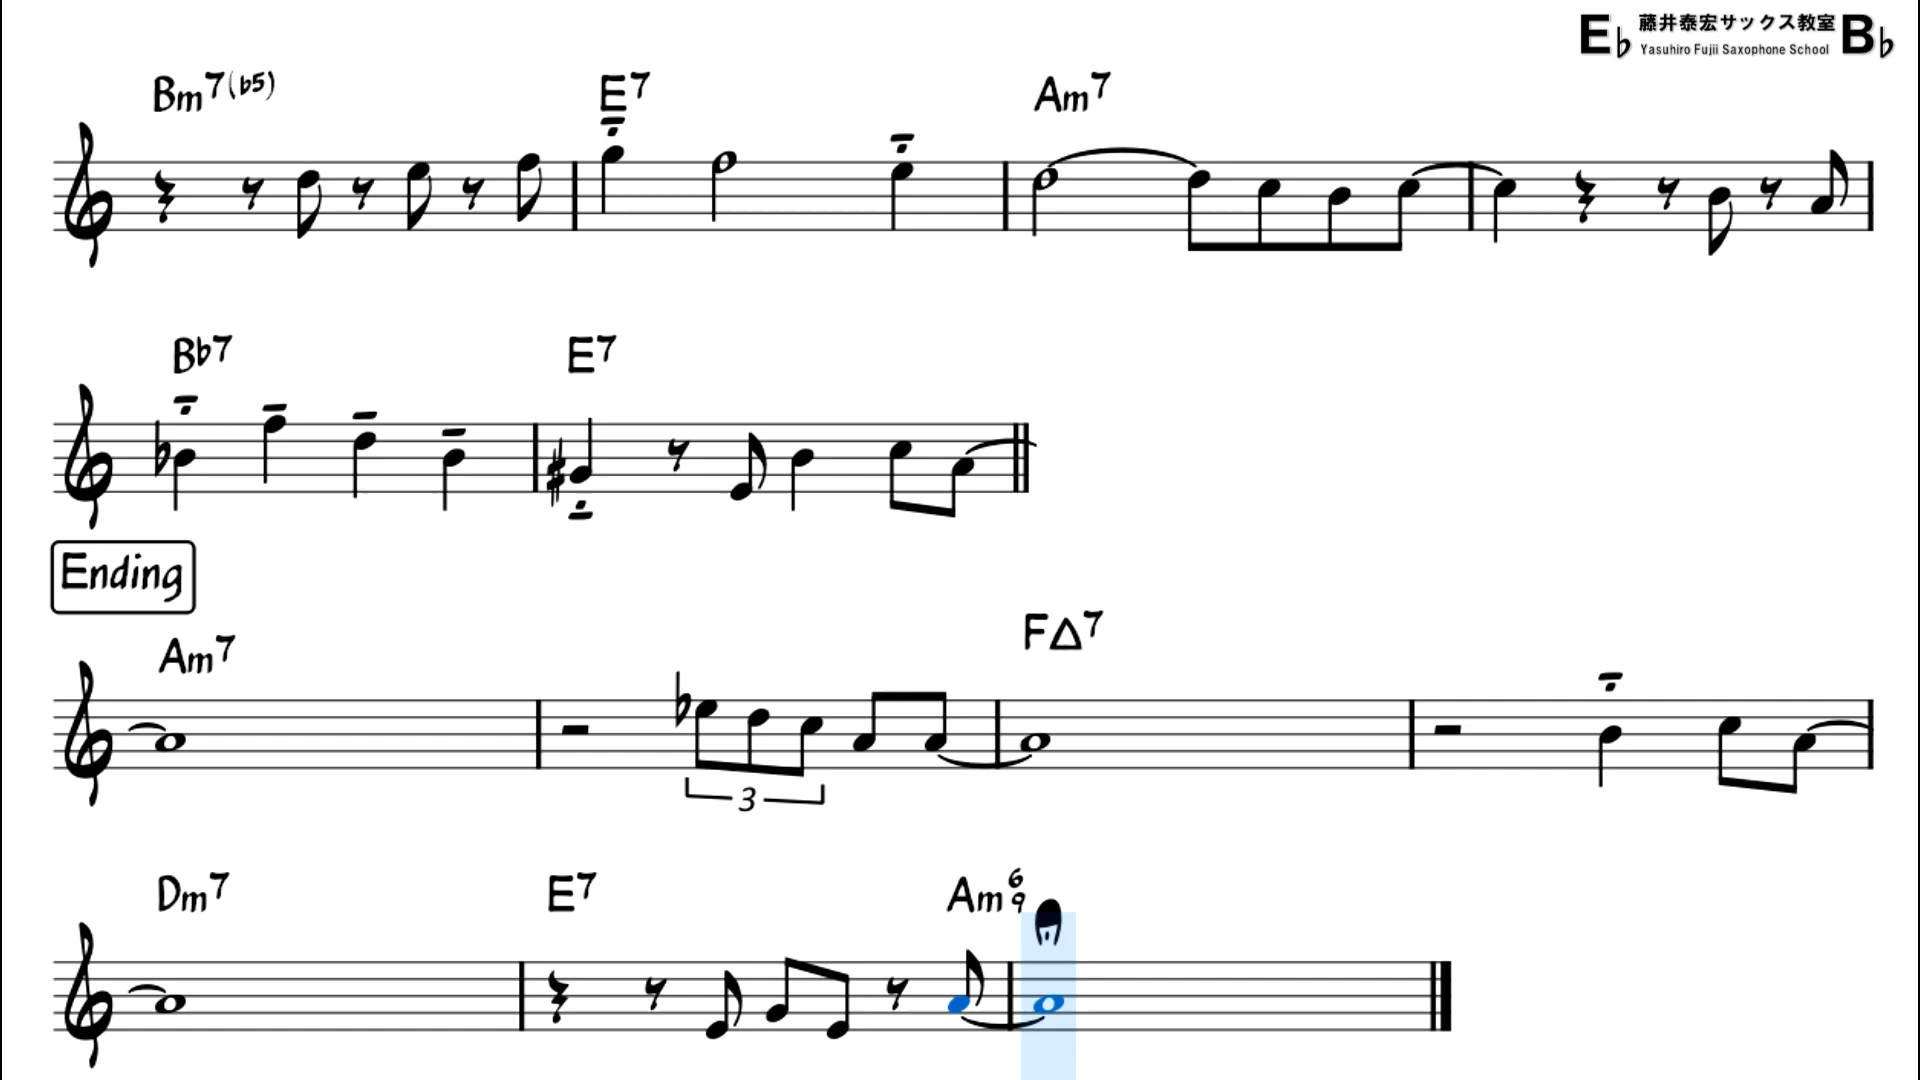 E♭ 藤井泰宏サックス教室 B♭
Yasuhiro Fujii Saxophone School
Bm7(♭5) E7 Am7
B♭7 E7
Ending
Am7 F△7
3
Dm7 E7 Am6 9